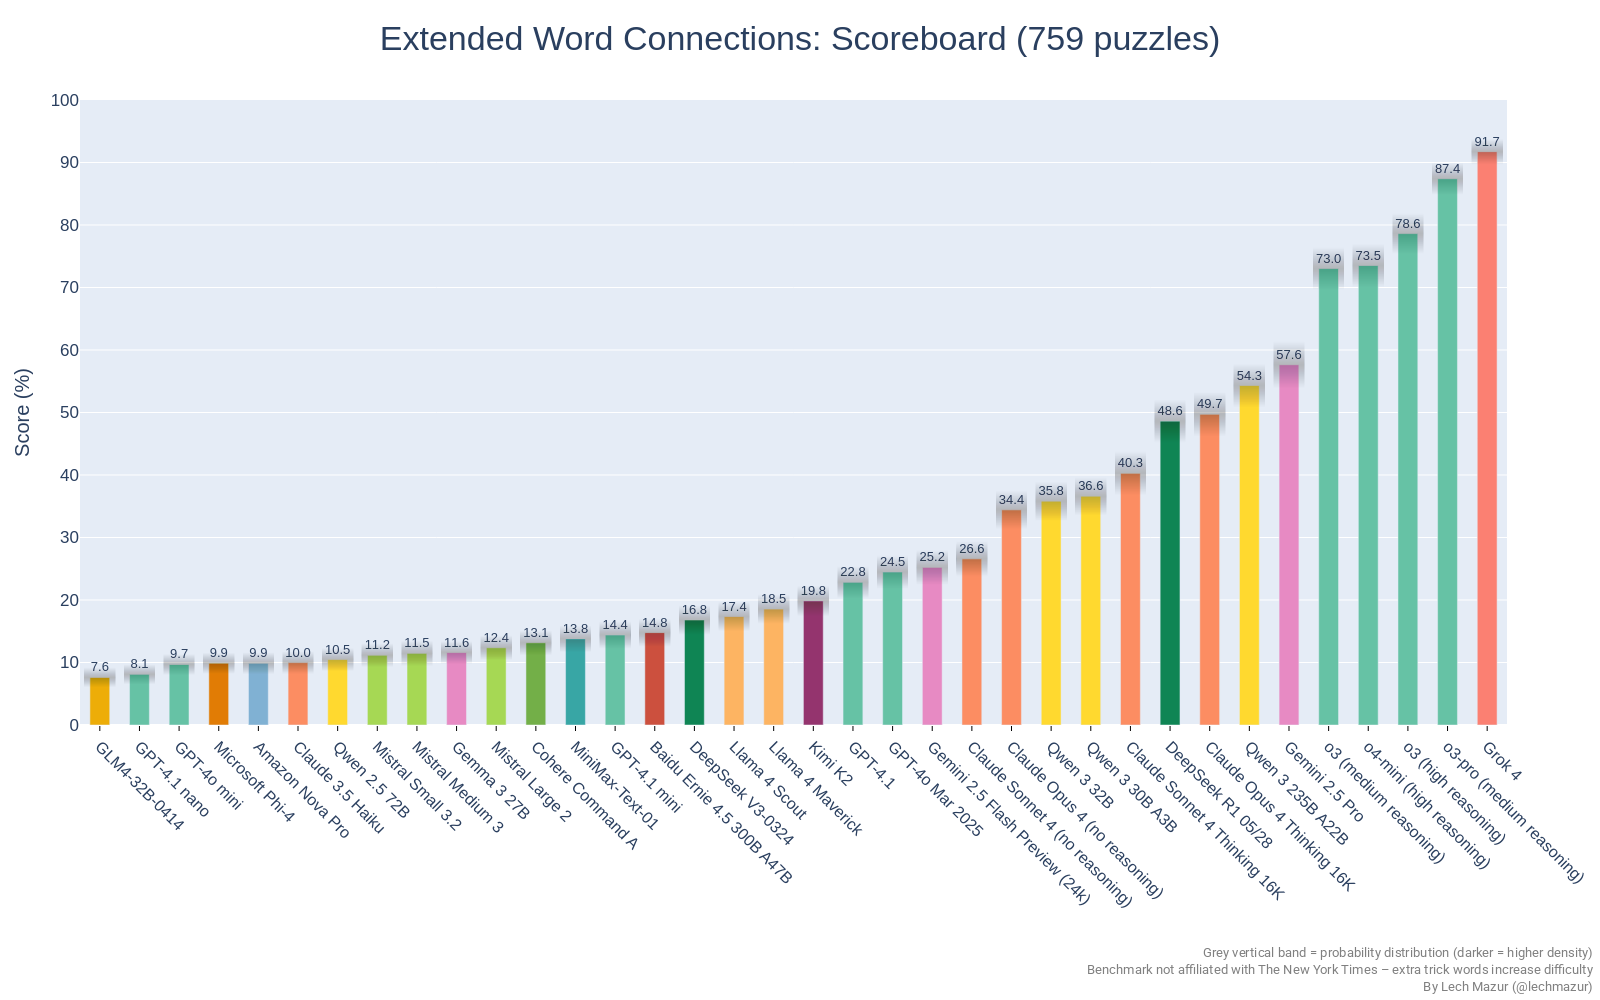 Extended Word Connections: Scoreboard (759 puzzles)
Score (%)
100
90
80
70
60
50
40
30
20
10
0
7.6
8.1
9.7
9.9
9.9
10.0
10.5
11.2
11.5
11.6
12.4
13.1
13.8
14.4
14.8
16.8
17.4
18.5
19.8
22.8
24.5
25.2
26.6
34.4
35.8
36.6
40.3
48.6
49.7
54.3
57.6
73.0
73.5
78.6
87.4
91.7
GLM4-32B-0414
GPT-4.1 nano
GPT-4o mini
Microsoft Phi-4
Amazon Nova Pro
Claude 3.5 Haiku
Qwen 2.5 72B
Mistral Small 3.2
Mistral Medium 3
Gemma 3 27B
Mistral Large 2
Cohere Command A
MiniMax-Text-01
GPT-4.1 mini
Baidu Ernie 4.5 300B A47B
DeepSeek V3-0324
Llama 4 Scout
Llama 4 Maverick
Kimi K2
GPT-4.1
GPT-4o Mar 2025
Gemini 2.5 Flash Preview (24k)
Claude Sonnet 4 (no reasoning)
Claude Opus 4 (no reasoning)
Qwen 3 32B
Qwen 3 30B A3B
Claude Sonnet 4 Thinking 16K
DeepSeek R1 05/28
Claude Opus 4 Thinking 16K
Qwen 3 235B A22B
Gemini 2.5 Pro
o3 (medium reasoning)
o4-mini (high reasoning)
o3 (high reasoning)
o3-pro (medium reasoning)
Grok 4
Grey vertical band = probability distribution (darker = higher density)
Benchmark not affiliated with The New York Times – extra trick words increase difficulty
By Lech Mazur (@lechmazur)